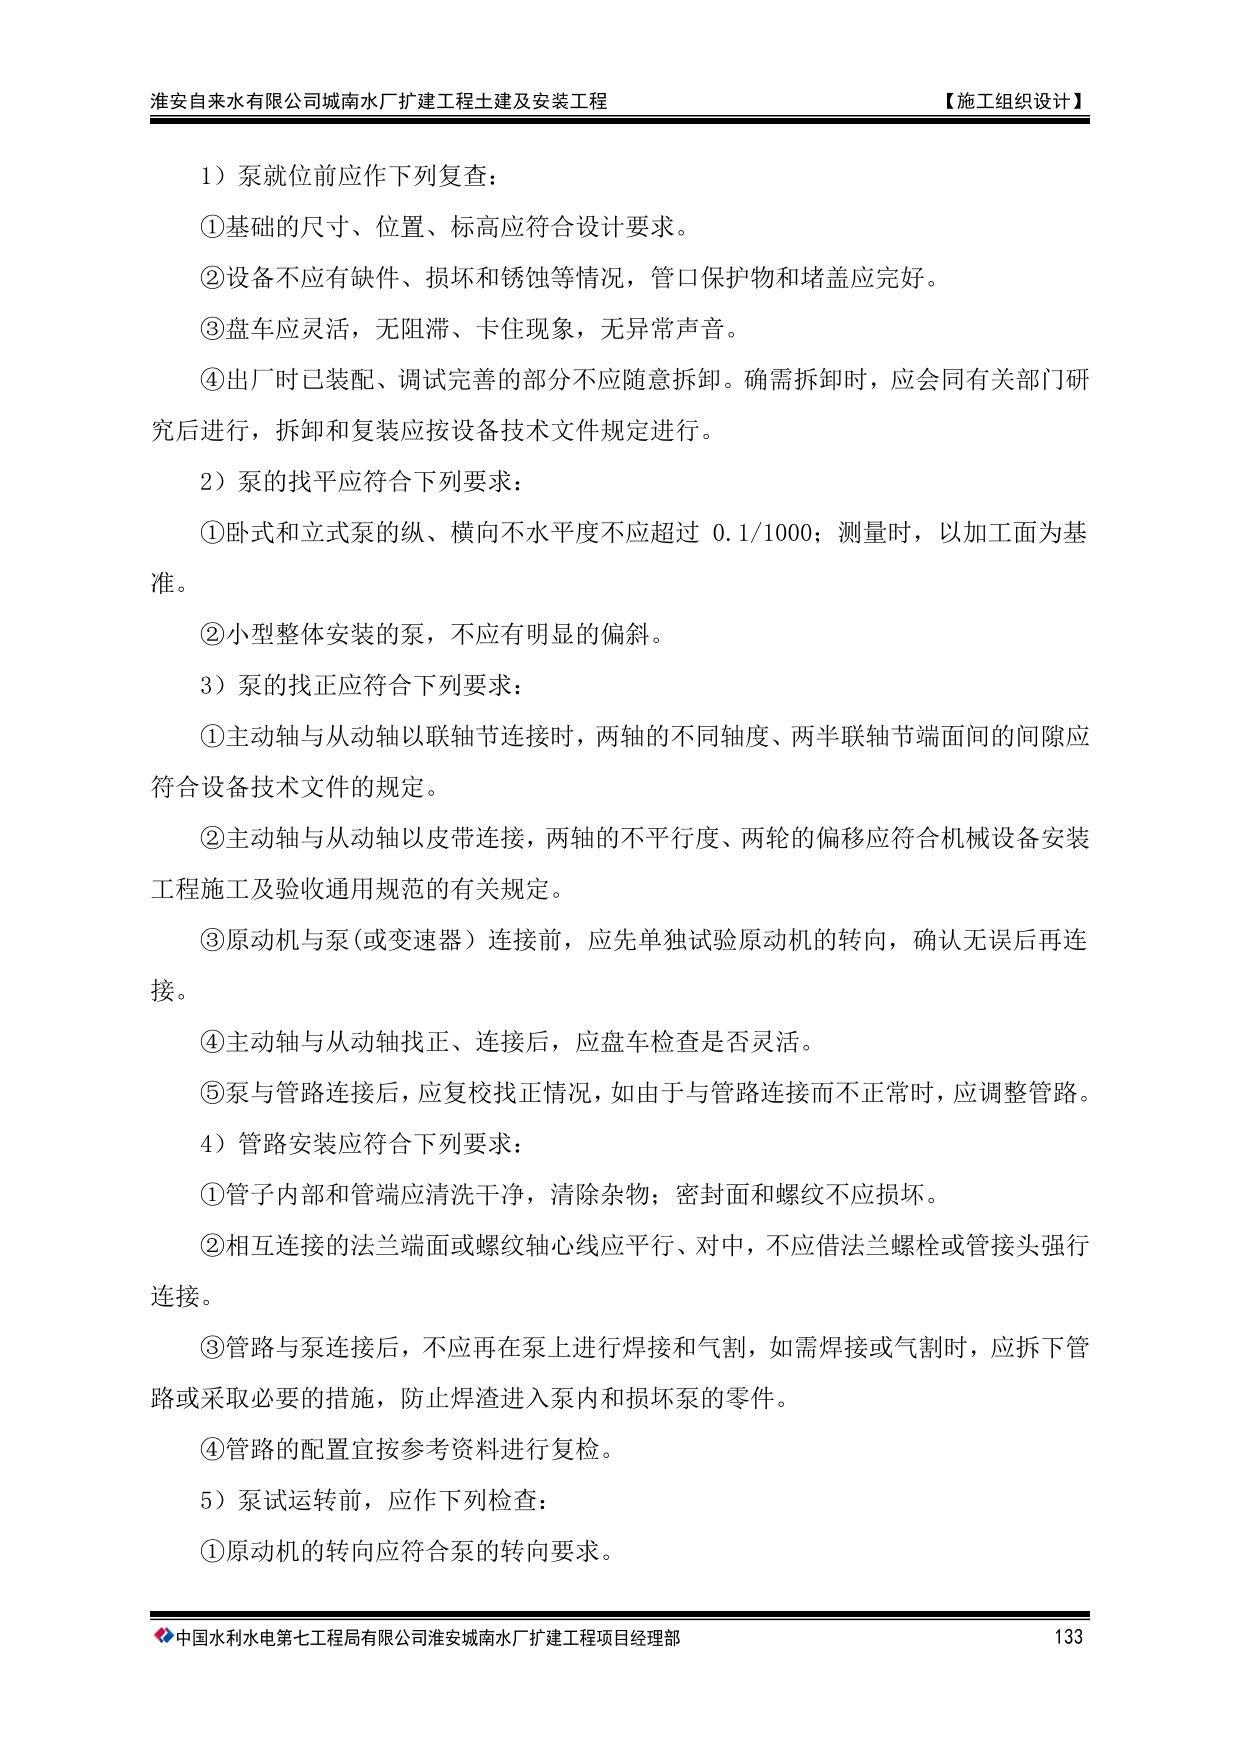 淮安自来水有限公司城南水厂扩建工程土建及安装工程 【施工组织设计】
1）泵就位前应作下列复查：
①基础的尺寸、位置、标高应符合设计要求。
②设备不应有缺件、损坏和锈蚀等情况，管口保护物和堵盖应完好。
③盘车应灵活，无阻滞、卡住现象，无异常声音。
④出厂时已装配、调试完善的部分不应随意拆卸。确需拆卸时，应会同有关部门研
究后进行，拆卸和复装应按设备技术文件规定进行。
2）泵的找平应符合下列要求：
①卧式和立式泵的纵、横向不水平度不应超过 0.1/1000；测量时，以加工面为基
准。
②小型整体安装的泵，不应有明显的偏斜。
3）泵的找正应符合下列要求：
①主动轴与从动轴以联轴节连接时，两轴的不同轴度、两半联轴节端面间的间隙应
符合设备技术文件的规定。
②主动轴与从动轴以皮带连接，两轴的不平行度、两轮的偏移应符合机械设备安装
工程施工及验收通用规范的有关规定。
③原动机与泵(或变速器）连接前，应先单独试验原动机的转向，确认无误后再连
接。
④主动轴与从动轴找正、连接后，应盘车检查是否灵活。
⑤泵与管路连接后，应复校找正情况，如由于与管路连接而不正常时，应调整管路。
4）管路安装应符合下列要求：
①管子内部和管端应清洗干净，清除杂物；密封面和螺纹不应损坏。
②相互连接的法兰端面或螺纹轴心线应平行、对中，不应借法兰螺栓或管接头强行
连接。
③管路与泵连接后，不应再在泵上进行焊接和气割，如需焊接或气割时，应拆下管
路或采取必要的措施，防止焊渣进入泵内和损坏泵的零件。
④管路的配置宜按参考资料进行复检。
5）泵试运转前，应作下列检查：
①原动机的转向应符合泵的转向要求。
中国水利水电第七工程局有限公司淮安城南水厂扩建工程项目经理部 133